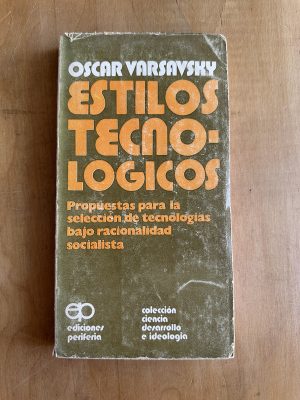 OSCAR VARSAVSKY
ESTILOS
TECNO-
LOGICOS
Propuestas para la
selección de tecnologías
bajo racionalidad
socialista
ep
ediciones
periferia
colección
ciencia
desarrollo
e ideología